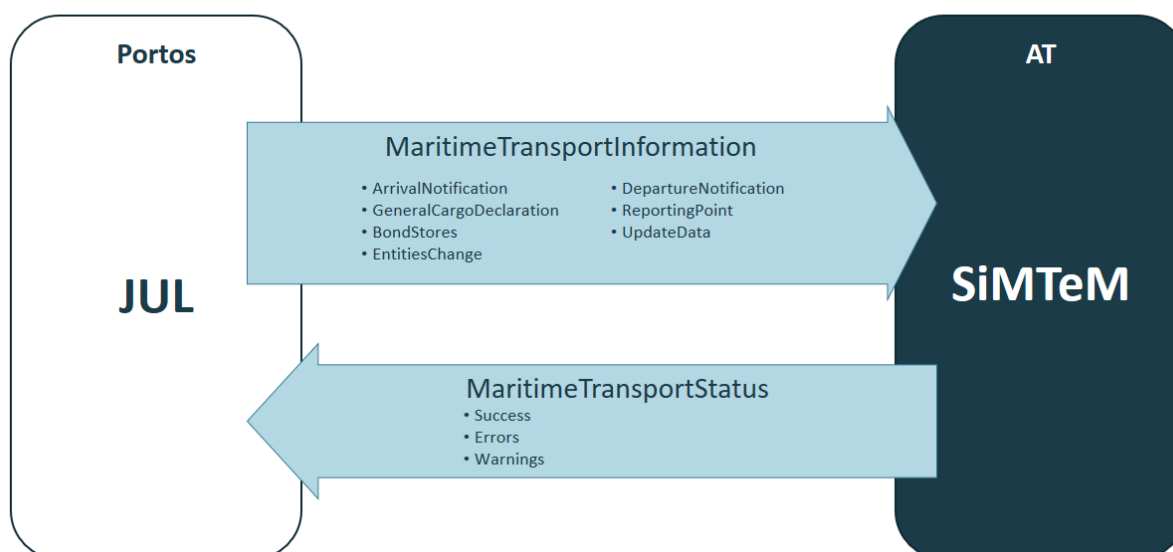 Portos
JUL
MaritimeTransportInformation
• ArrivalNotification
• GeneralCargoDeclaration
• BondStores
• EntitiesChange
• DepartureNotification
• ReportingPoint
• UpdateData
MaritimeTransportStatus
• Success
• Errors
• Warnings
AT
SiMTeM